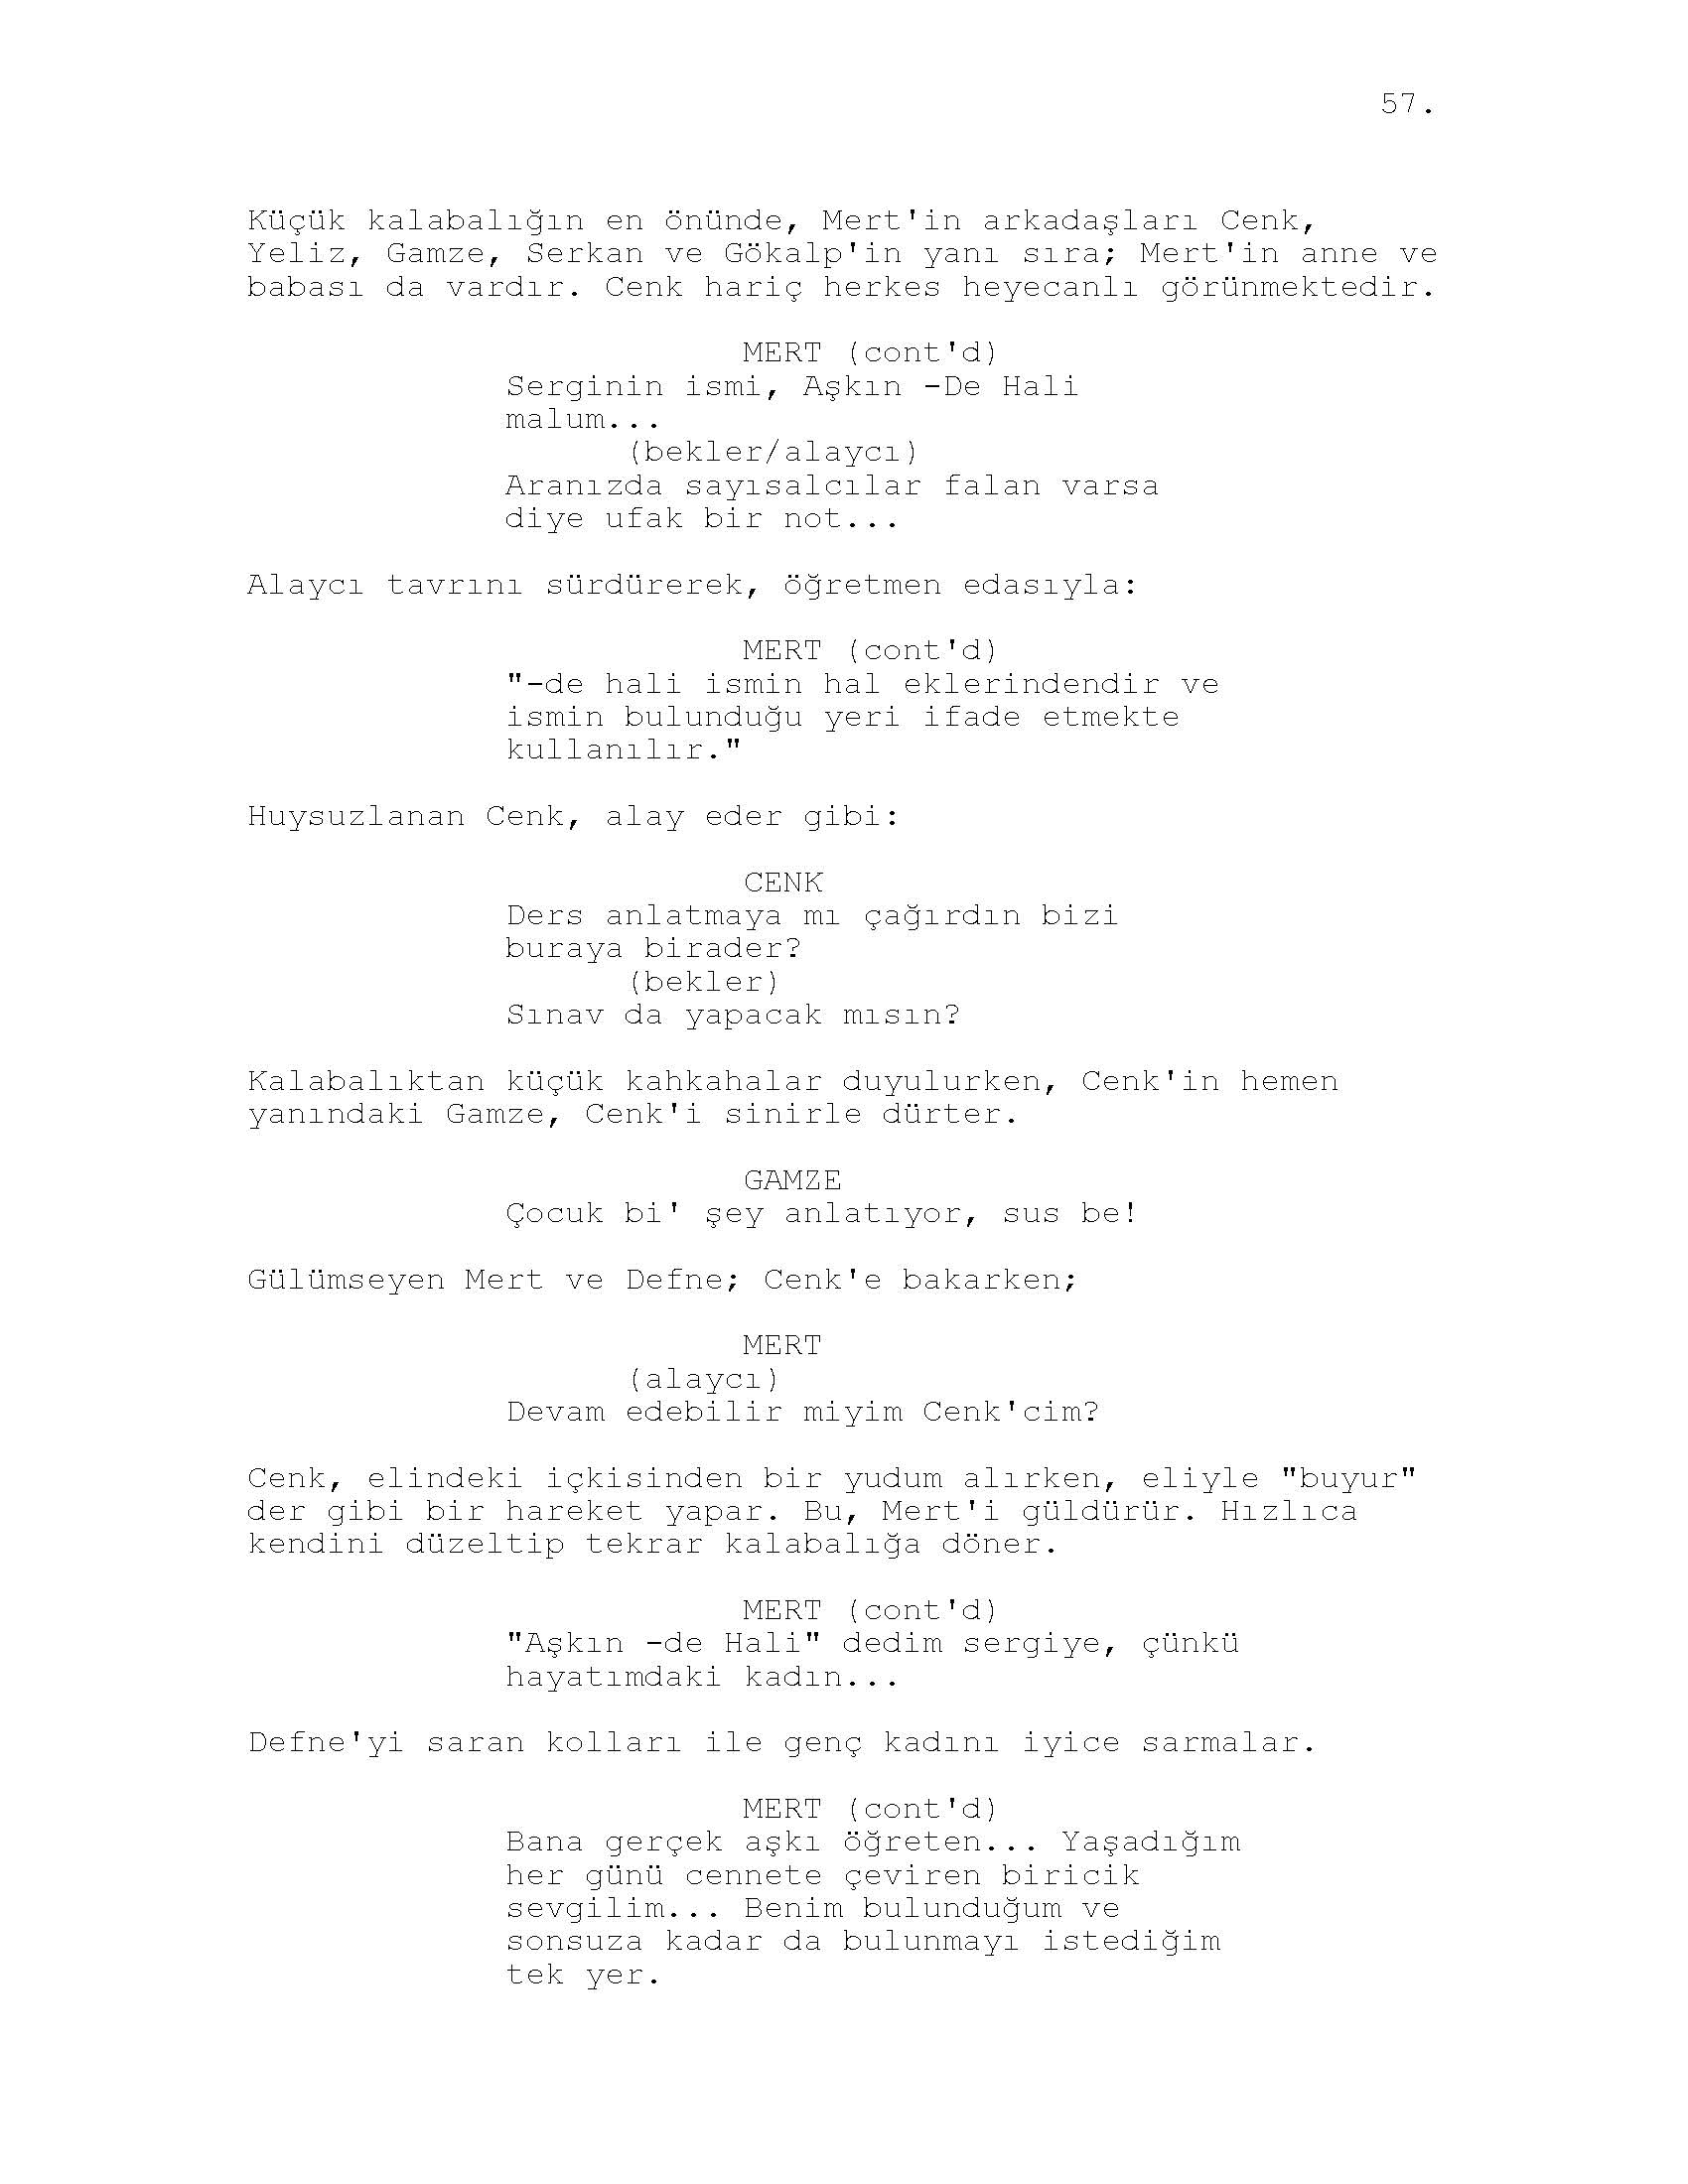 57.
Küçük kalabalığın en önünde, Mert'in arkadaşları Cenk,
Yeliz, Gamze, Serkan ve Gökalp'in yanı sıra; Mert'in anne ve
babası da vardır. Cenk hariç herkes heyecanlı görünmektedir.
MERT (cont'd)
Serginin ismi, Aşkın -De Hali
malum...
(bekler/alaycı)
Aranızda sayısalcılar falan varsa
diye ufak bir not...
Alaycı tavrını sürdürerek, öğretmen edasıyla:
MERT (cont'd)
"-de hali ismin hal eklerindendir ve
ismin bulunduğu yeri ifade etmekte
kullanılır."
Huysuzlanan Cenk, alay eder gibi:
CENK
Ders anlatmaya mı çağırdın bizi
buraya birader?
(bekler)
Sınav da yapacak mısın?
Kalabalıktan küçük kahkahalar duyulurken, Cenk'in hemen
yanındaki Gamze, Cenk'i sinirle dürter.
GAMZE
Çocuk bi' şey anlatıyor, sus be!
Gülümseyen Mert ve Defne; Cenk'e bakarken;
MERT
(alaycı)
Devam edebilir miyim Cenk'cim?
Cenk, elindeki içkisinden bir yudum alırken, eliyle "buyur"
der gibi bir hareket yapar. Bu, Mert'i güldürür. Hızlıca
kendini düzeltip tekrar kalabalığa döner.
MERT (cont'd)
"Aşkın -de Hali" dedim sergiye, çünkü
hayatımdaki kadın...
Defne'yi saran kolları ile genç kadını iyice sarmalar.
MERT (cont'd)
Bana gerçek aşkı öğreten... Yaşadığım
her günü cennete çeviren biricik
sevgilim... Benim bulunduğum ve
sonsuza kadar da bulunmayı istediğim
tek yer.